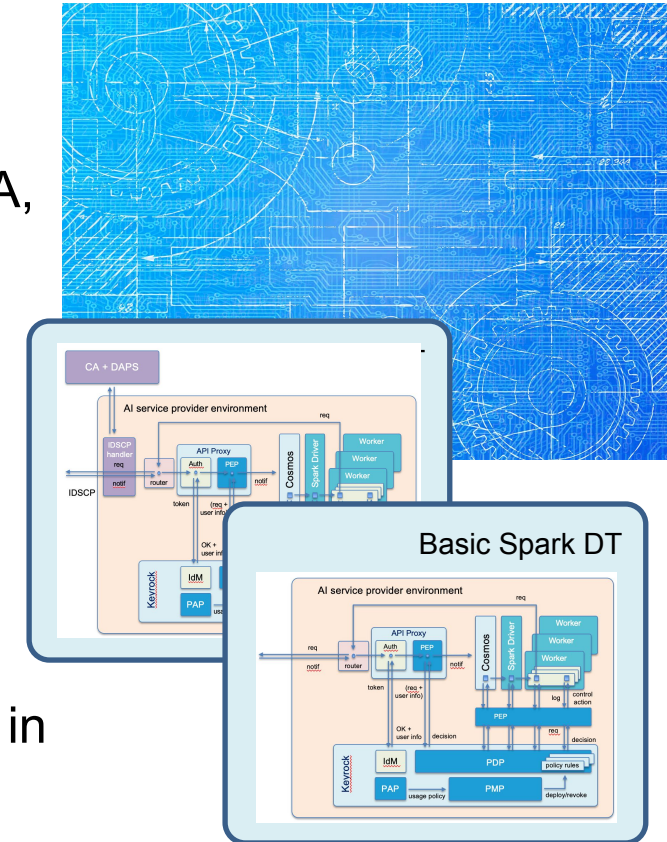 A,
in
CA + DAPS
AI service provider environment
req
IDSCP
handler
req
notif
IDSCP
router
API Proxy
Auth
PEP
notif
Cosmos
Spark Driver
Worker
Worker
Worker
token
(req +
user info)
OK +
user inf
Keyrock
IdM
PAP
usa
Basic Spark DT
AI service provider environment
req
req
notif
router
API Proxy
Auth
PEP
notif
Cosmos
Spark Driver
Worker
Worker
Worker
log
control
action
token
(req +
user info)
PEP
OK +
user info
decision
req
decision
Keyrock
IdM
PDP
policy rules
PAP
usage policy
PMP
deploy/revoke